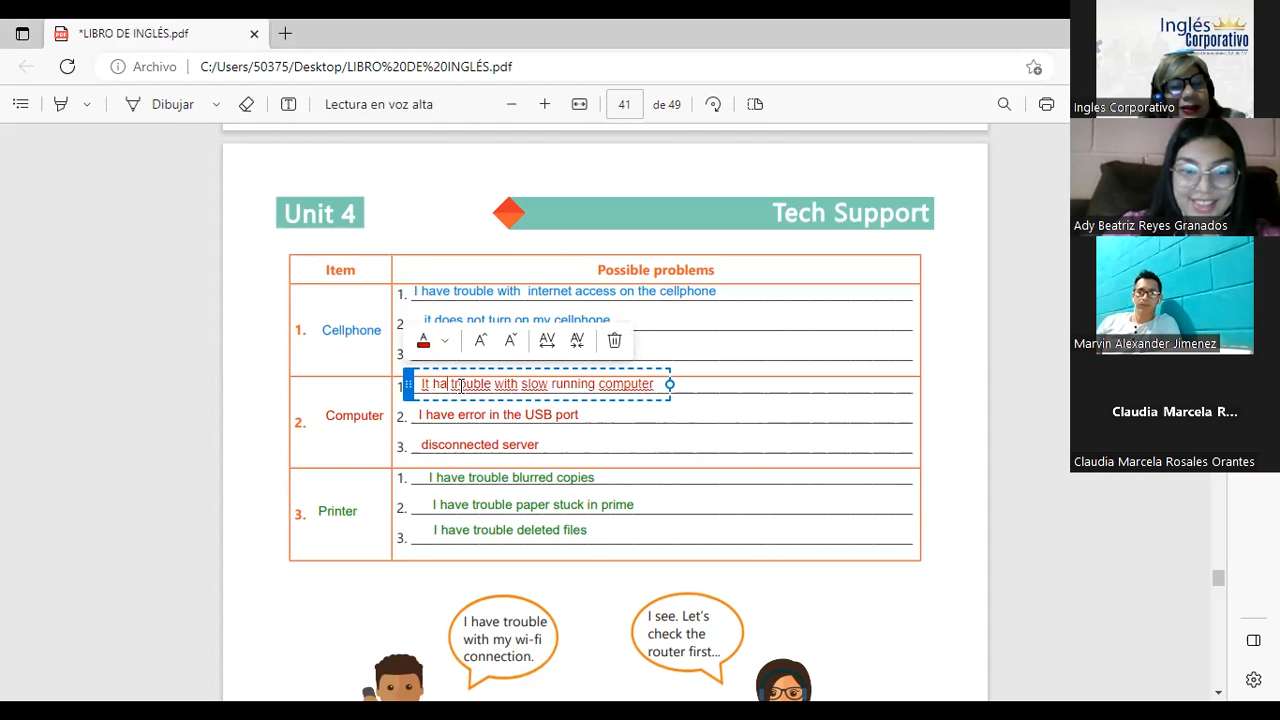 *LIBRO DE INGLÉS.pdf
Archivo C:/Users/50375/Desktop/LIBRO%20DE%20INGLÉS.pdf
Dibujar Lectura en voz alta 41 de 49
Unit 4 Tech Support
Item Possible problems
1. Cellphone
1. I have trouble with internet access on the cellphone
2 it does not turn on my cellphone
3
2. Computer
1 It ha trouble with slow running computer
2. I have error in the USB port
3. disconnected server
3. Printer
1. I have trouble blurred copies
2. I have trouble paper stuck in prime
3. I have trouble deleted files
I have trouble
with my wi-fi
connection.
I see. Let's
check the
router first...
Inglés
Corporativo
Ingles Corporativo
Ady Beatriz Reyes Granados
Marvin Alexander Jimenez
Claudia Marcela R...
Claudia Marcela Rosales Orantes